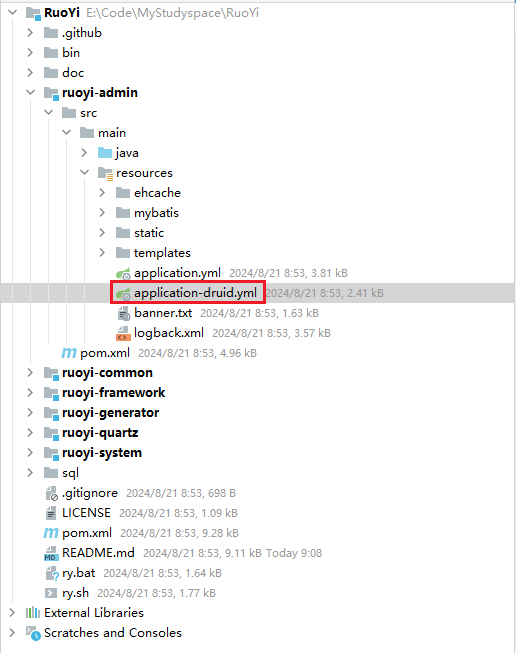 RuoYi E:\Code\MyStudyspace\RuoYi
.github
bin
doc
ruoyi-admin
src
main
java
resources
ehcache
mybatis
static
templates
application.yml 2024/8/21 8:53, 3.81 kB
application-druid.yml 2024/8/21 8:53, 2.41 kB
banner.txt 2024/8/21 8:53, 1.63 kB
logback.xml 2024/8/21 8:53, 3.57 kB
pom.xml 2024/8/21 8:53, 4.96 kB
ruoyi-common
ruoyi-framework
ruoyi-generator
ruoyi-quartz
ruoyi-system
sql
.gitignore 2024/8/21 8:53, 698 B
LICENSE 2024/8/21 8:53, 1.09 kB
pom.xml 2024/8/21 8:53, 9.28 kB
README.md 2024/8/21 8:53, 9.11 kB Today 9:08
ry.bat 2024/8/21 8:53, 1.64 kB
ry.sh 2024/8/21 8:53, 1.77 kB
External Libraries
Scratches and Consoles